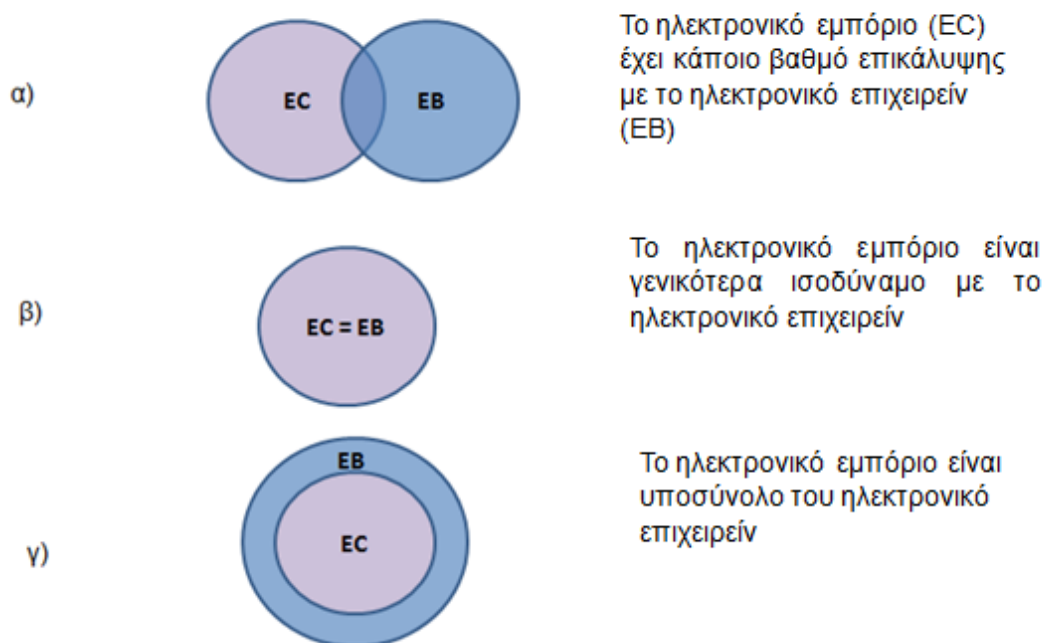 α)
EC
EB
Το ηλεκτρονικό εμπόριο (EC)
έχει κάποιο βαθμό επικάλυψης
με το ηλεκτρονικό επιχειρείν
(EB)
β)
EC = EB
Το ηλεκτρονικό εμπόριο είναι
γενικότερα ισοδύναμο με το
ηλεκτρονικό επιχειρείν
γ)
EB
EC
Το ηλεκτρονικό εμπόριο είναι
υποσύνολο του ηλεκτρονικό
επιχειρείν